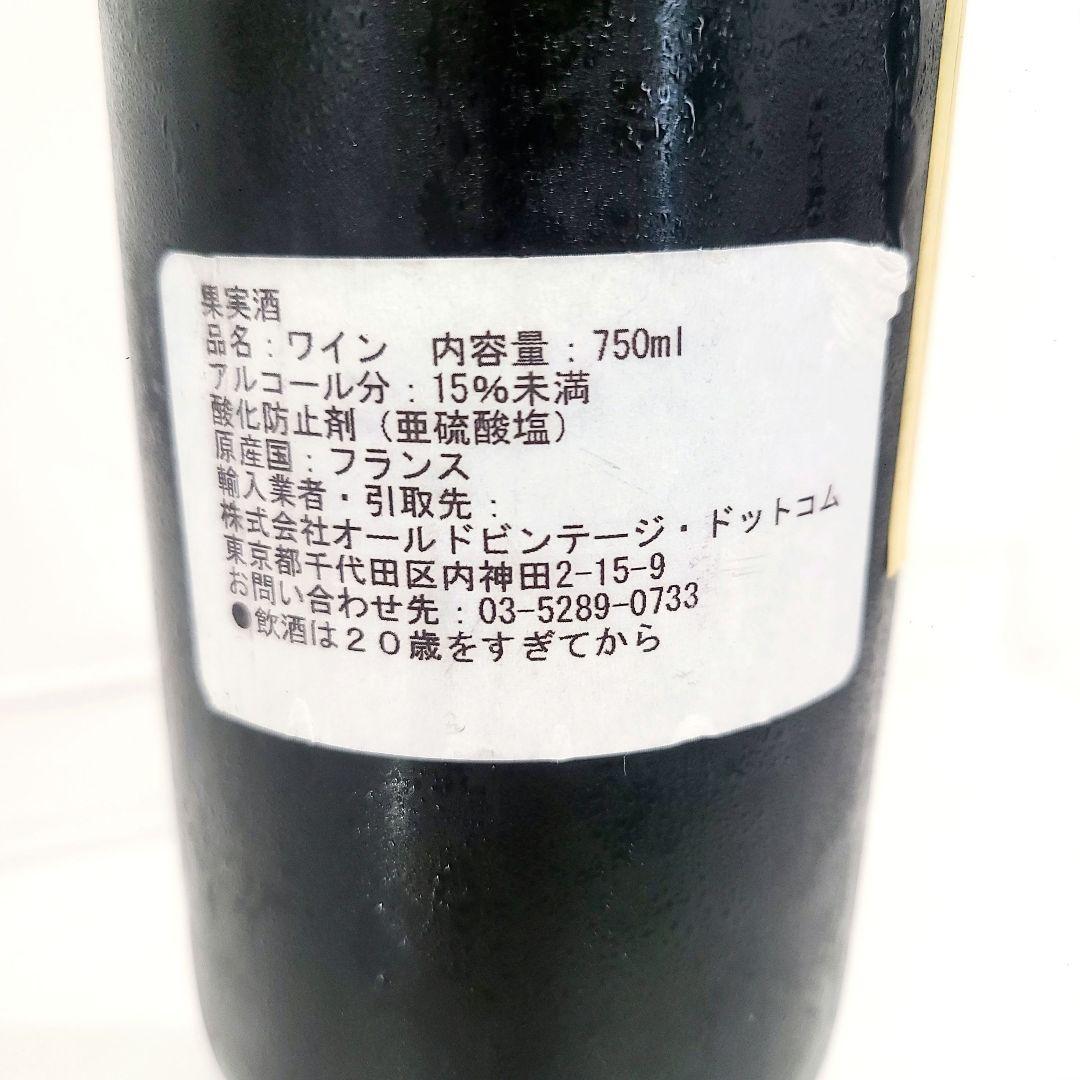 果実酒
品名：ワイン　内容量：750ml
アルコール分：15%未満
酸化防止剤（亜硫酸塩）
原産国：フランス
輸入業者・引取先：
株式会社オールドビンテージ・ドットコム
東京都千代田区内神田2-15-9
お問い合わせ先：03-5289-0733
●飲酒は２０歳をすぎてから